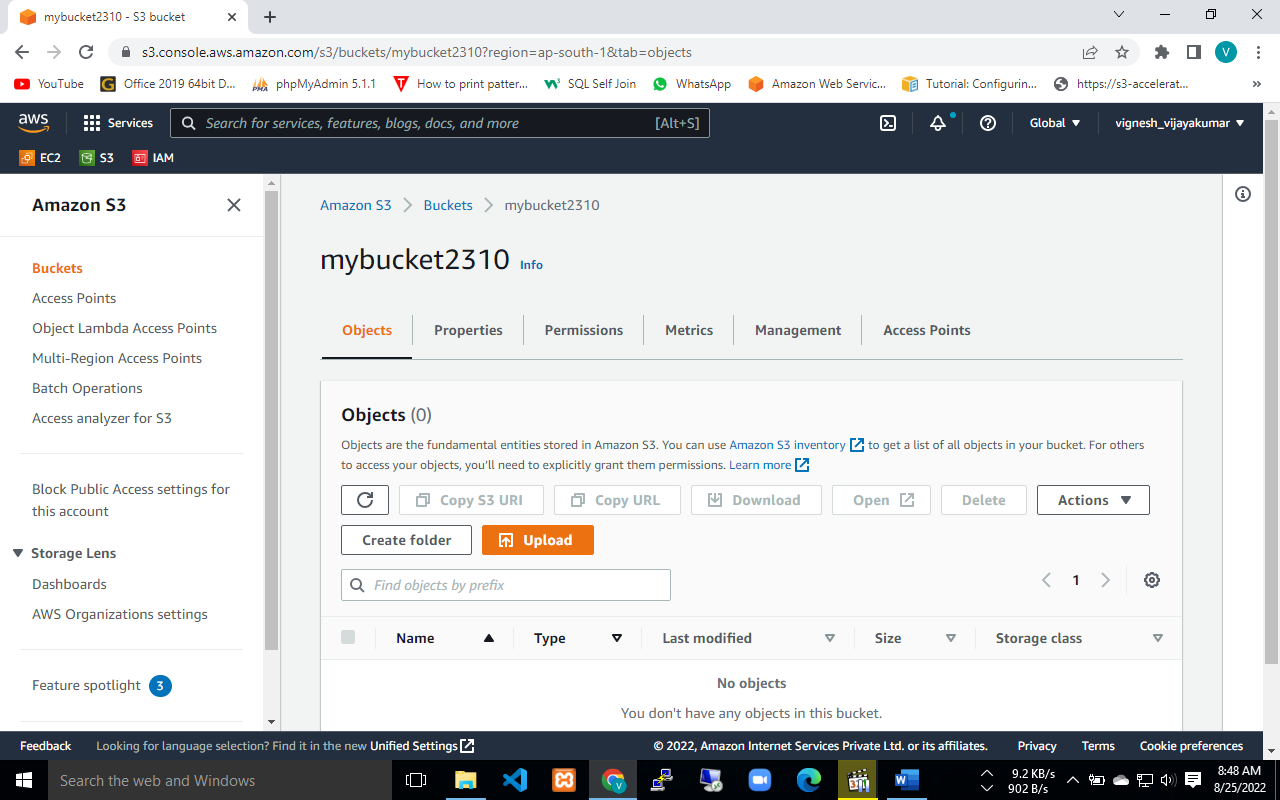 mybucket2310 - S3 bucket
s3.console.aws.amazon.com/s3/buckets/mybucket2310?region=ap-south-1&tab=objects
V
YouTube
Office 2019 64bit D...
phpMyAdmin 5.1.1
How to print patter...
SQL Self Join
WhatsApp
Amazon Web Servic...
Tutorial: Configurin...
https://s3-accelerat...
»
aws
Services
Search for services, features, blogs, docs, and more [Alt+S]
Global
vignesh_vijayakumar
EC2
S3
IAM
Amazon S3
Buckets
Access Points
Object Lambda Access Points
Multi-Region Access Points
Batch Operations
Access analyzer for S3
Block Public Access settings for
this account
Storage Lens
Dashboards
AWS Organizations settings
Feature spotlight 3
Amazon S3 > Buckets > mybucket2310
mybucket2310 Info
Objects
Properties
Permissions
Metrics
Management
Access Points
Objects (0)
Objects are the fundamental entities stored in Amazon S3. You can use Amazon S3 inventory to get a list of all objects in your bucket. For others
to access your objects, you'll need to explicitly grant them permissions. Learn more
Copy S3 URI
Copy URL
Download
Open
Delete
Actions
Create folder
Upload
Find objects by prefix
1
Name
Type
Last modified
Size
Storage class
No objects
You don't have any objects in this bucket.
Feedback
Looking for language selection? Find it in the new Unified Settings
© 2022, Amazon Internet Services Private Ltd. or its affiliates.
Privacy
Terms
Cookie preferences
Search the web and Windows
9.2 KB/s
902 B/s
8:48 AM
8/25/2022